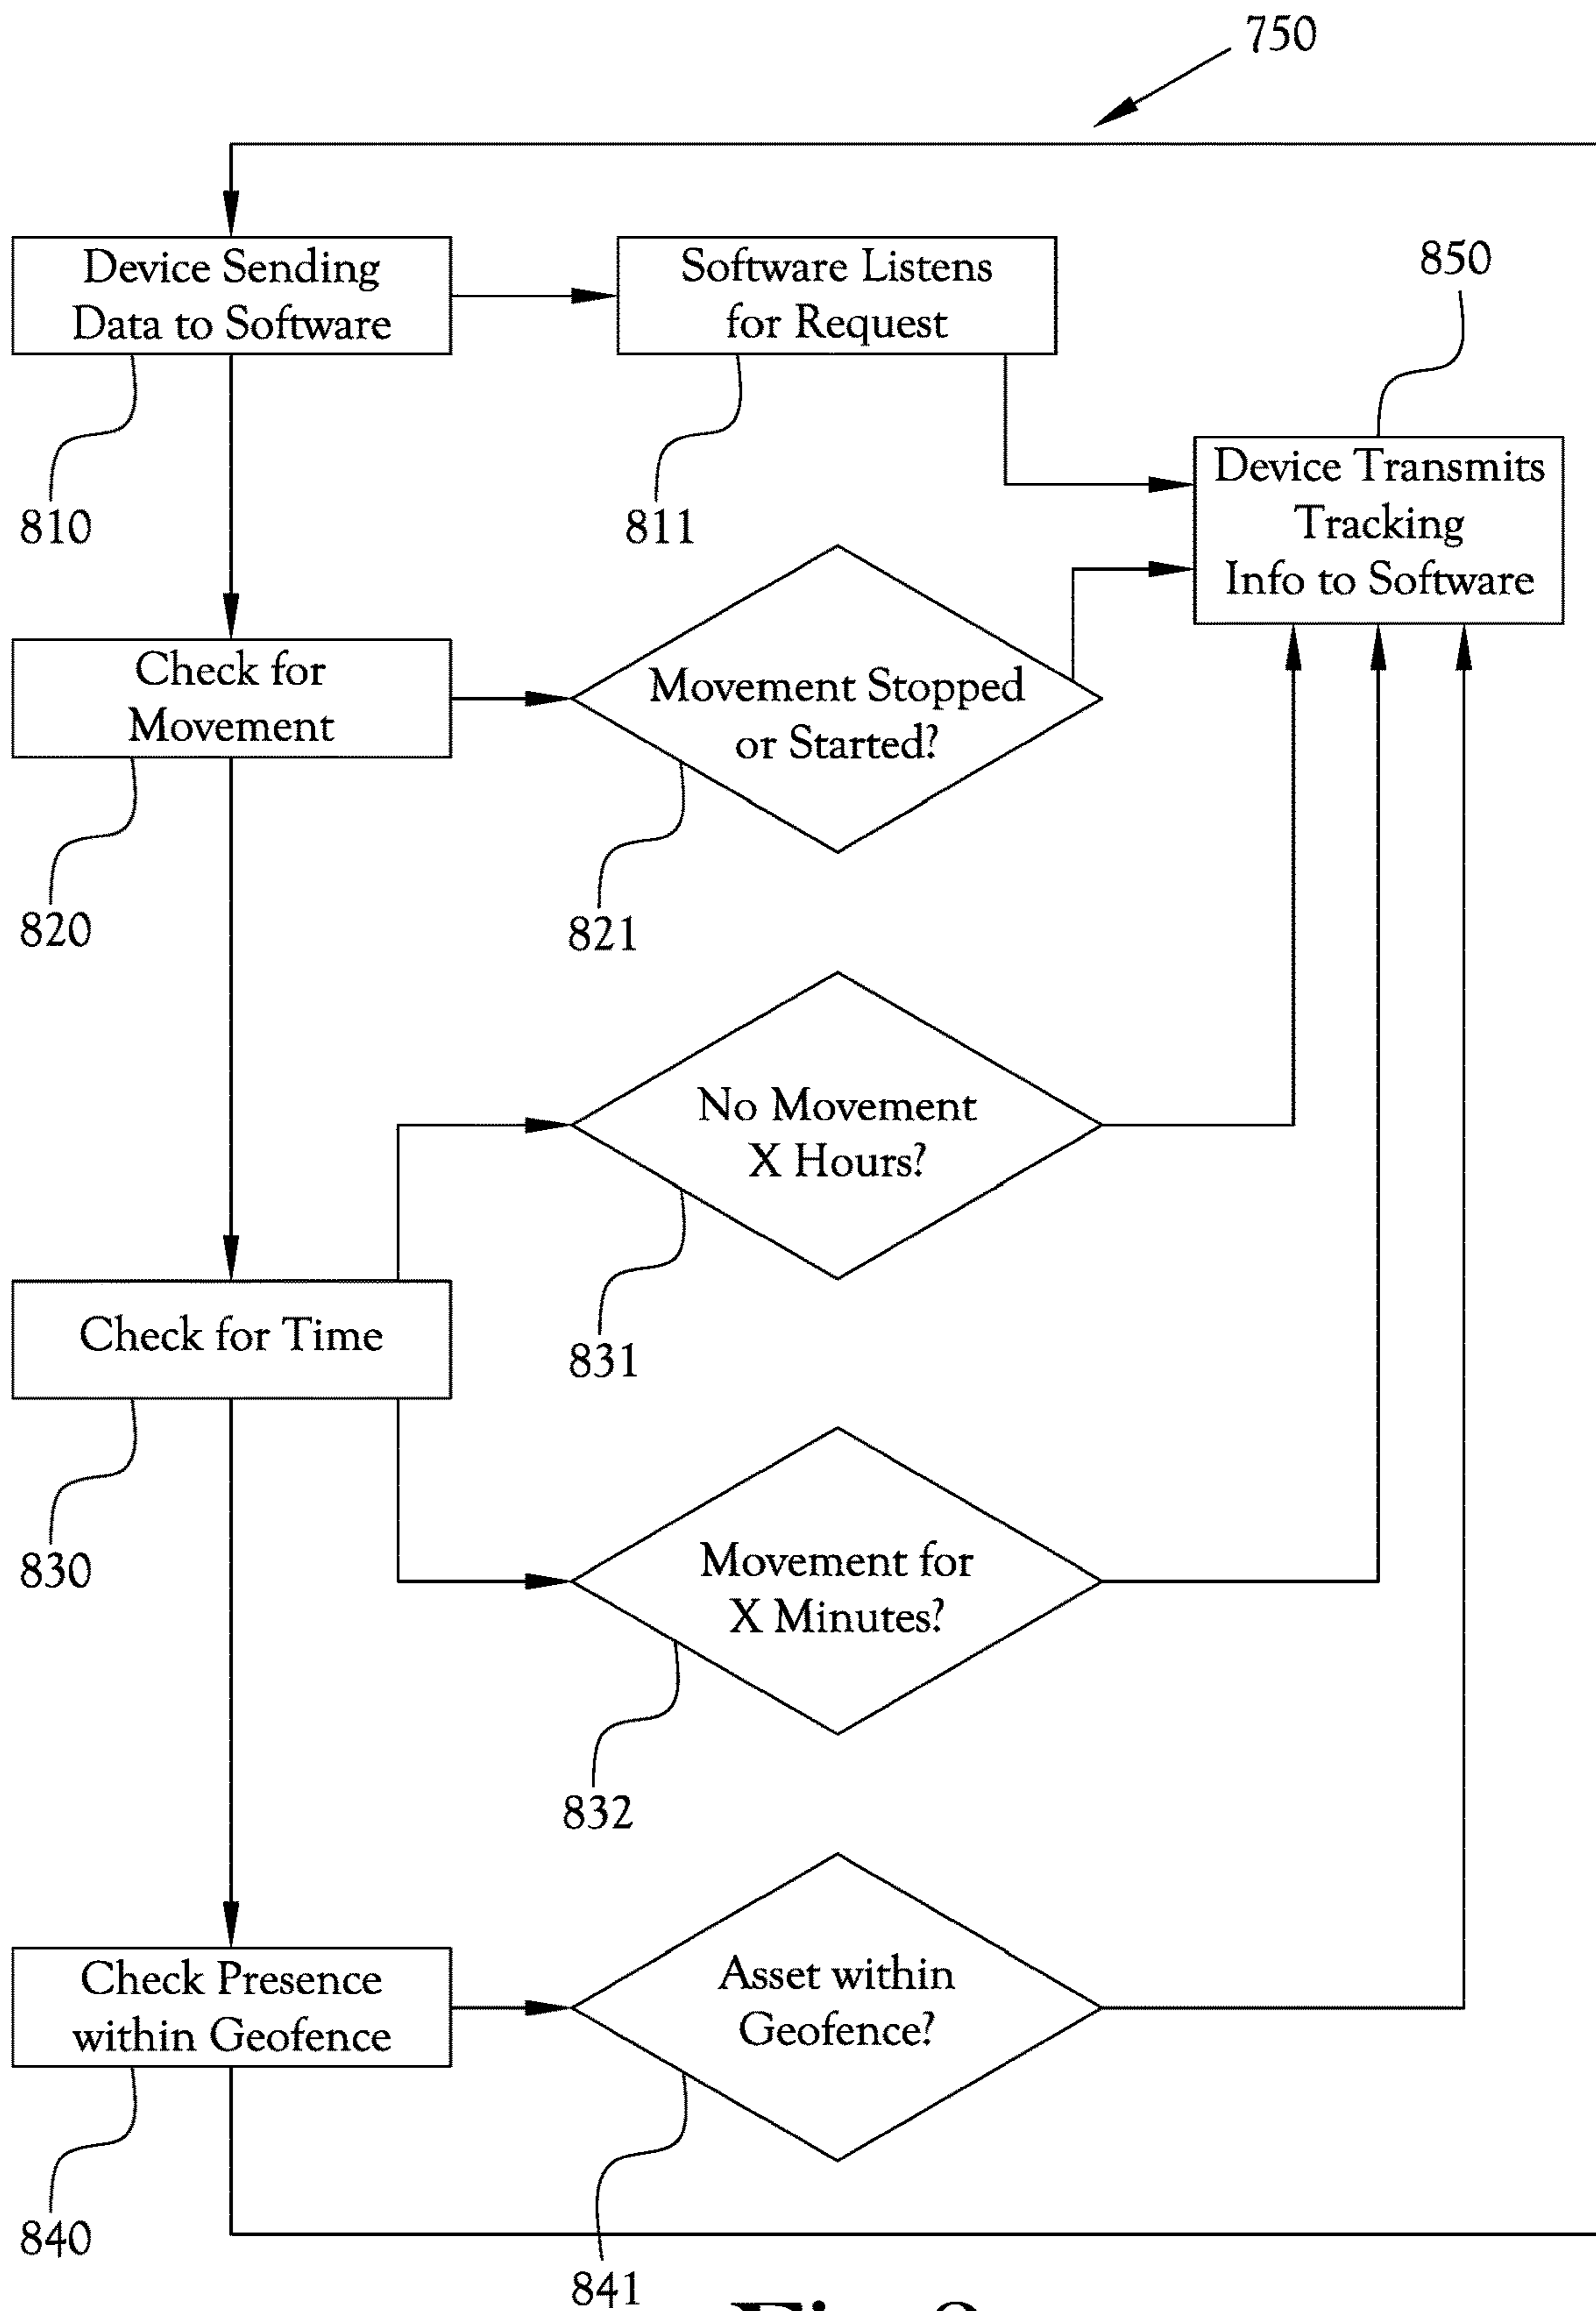 750
Device Sending
Data to Software
810
Software Listens
for Request
811
850
Device Transmits
Tracking
Info to Software
Check for
Movement
820
Movement Stopped
or Started?
821
No Movement
X Hours?
831
Check for Time
830
Movement for
X Minutes?
832
Check Presence
within Geofence
840
Asset within
Geofence?
841